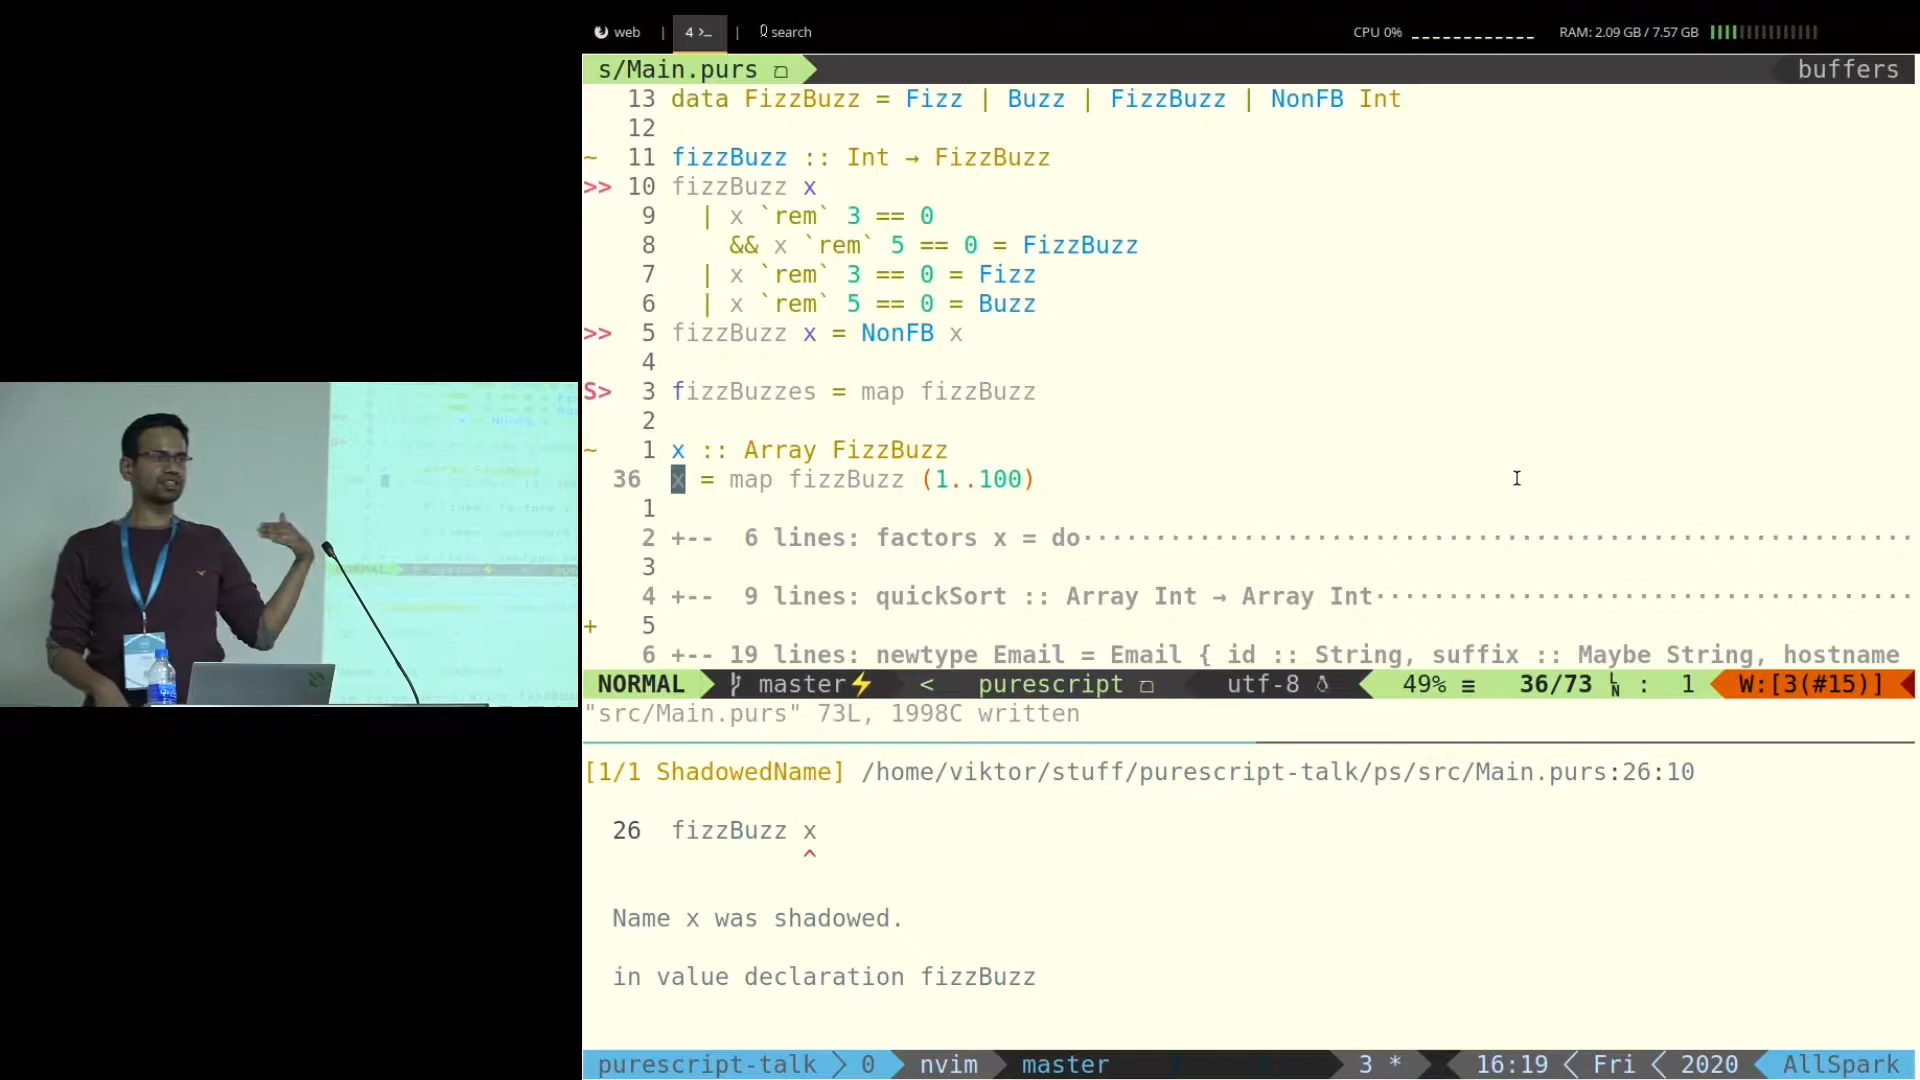 web | 4 >_ | search CPU 0% RAM: 2.09 GB / 7.57 GB
s/Main.purs buffers
13 data FizzBuzz = Fizz | Buzz | FizzBuzz | NonFB Int
12
~ 11 fizzBuzz :: Int → FizzBuzz
>> 10 fizzBuzz x
9 | x `rem` 3 == 0
8 && x `rem` 5 == 0 = FizzBuzz
7 | x `rem` 3 == 0 = Fizz
6 | x `rem` 5 == 0 = Buzz
>> 5 fizzBuzz x = NonFB x
4
S> 3 fizzBuzzes = map fizzBuzz
2
~ 1 x :: Array FizzBuzz
36 x = map fizzBuzz (1..100)
1
2 +-- 6 lines: factors x = do
3
4 +-- 9 lines: quickSort :: Array Int → Array Int
+ 5
6 +-- 19 lines: newtype Email = Email { id :: String, suffix :: Maybe String, hostname
NORMAL master⚡ < purescript utf-8 49% ≡ 36/73 LN : 1 W:[3(#15)]
"src/Main.purs" 73L, 1998C written
[1/1 ShadowedName] /home/viktor/stuff/purescript-talk/ps/src/Main.purs:26:10
26 fizzBuzz x
^
Name x was shadowed.
in value declaration fizzBuzz
purescript-talk 0 nvim master 3 * 16:19 < Fri < 2020 AllSpark